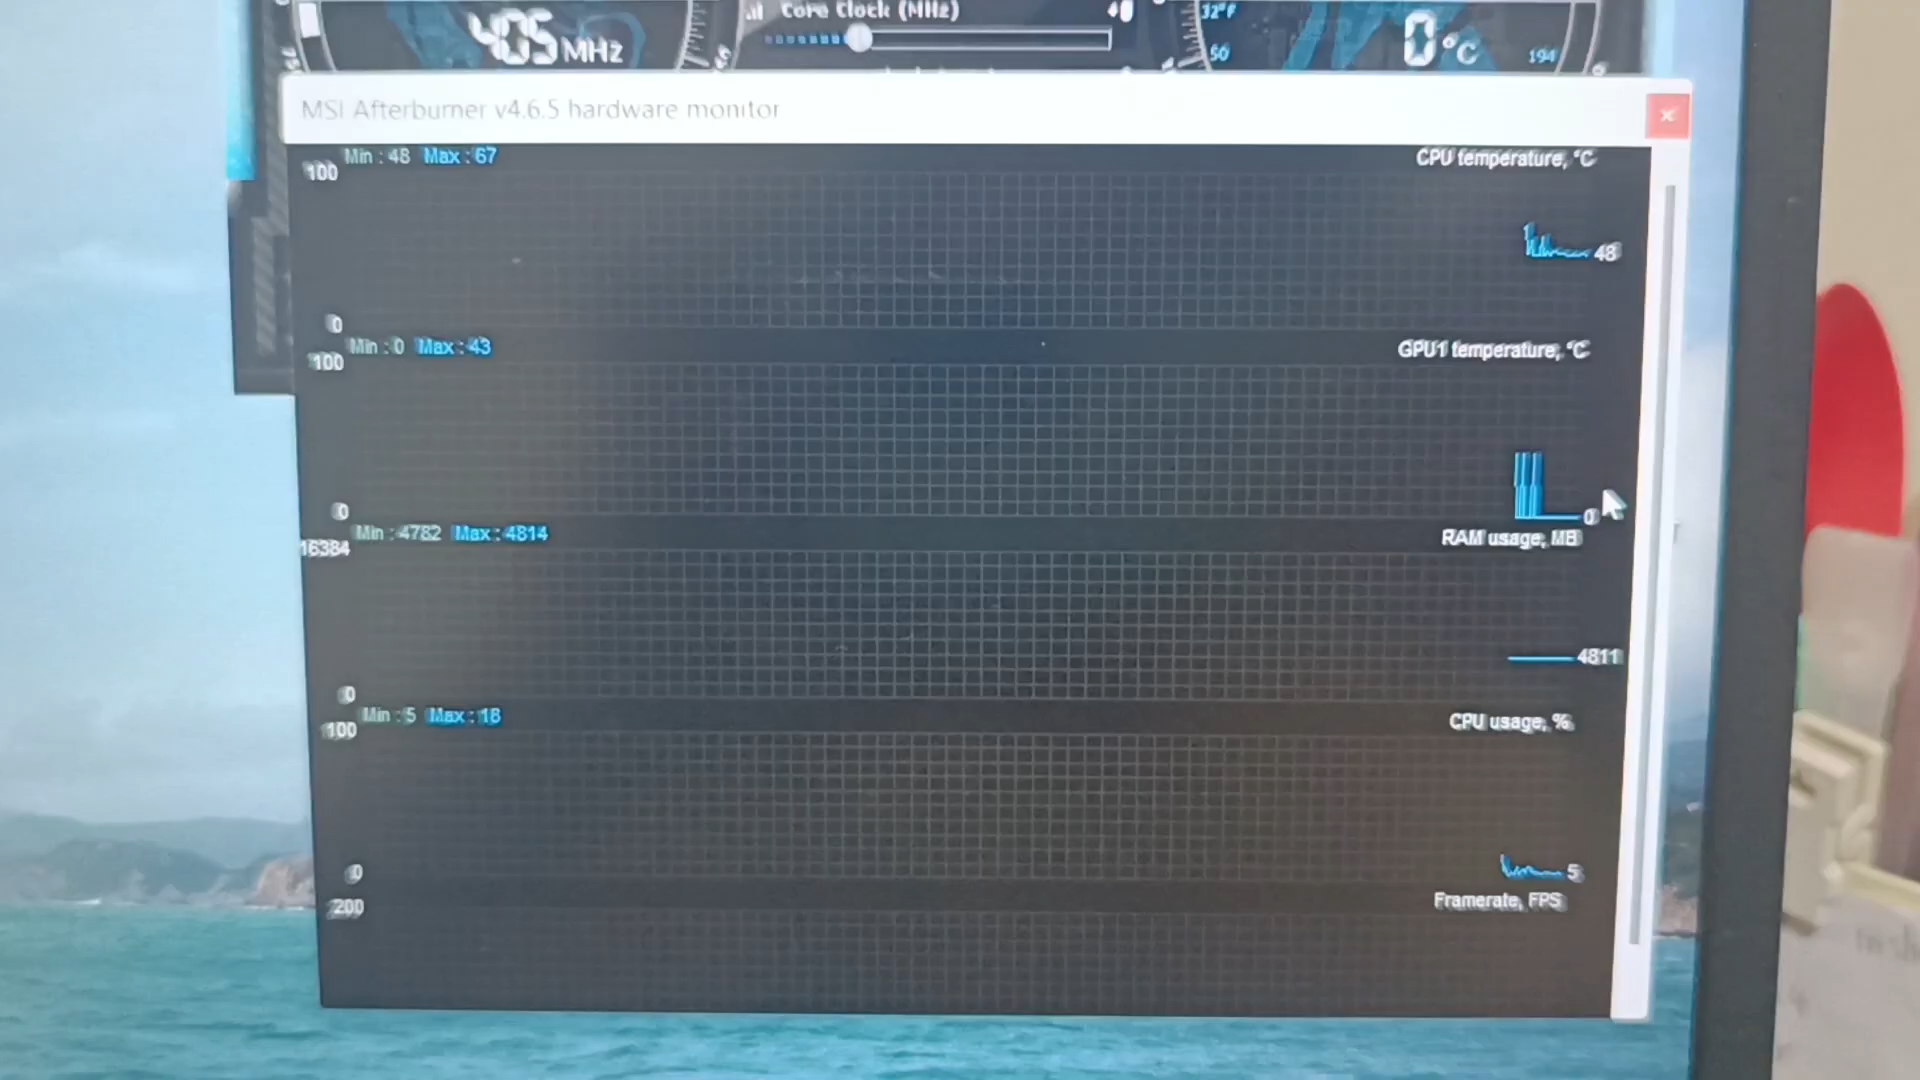 405 MHz
Core Clock (MHz)
32°F
50
0 °C
194
MSI Afterburner v4.6.5 hardware monitor
Min : 48 Max : 67
CPU temperature, °C
100
48
0
Min : 0 Max : 43
GPU1 temperature, °C
100
0
0
Min : 4782 Max : 4814
RAM usage, MB
16384
4811
0
Min : 5 Max : 18
CPU usage, %
100
5
0
Framerate, FPS
200